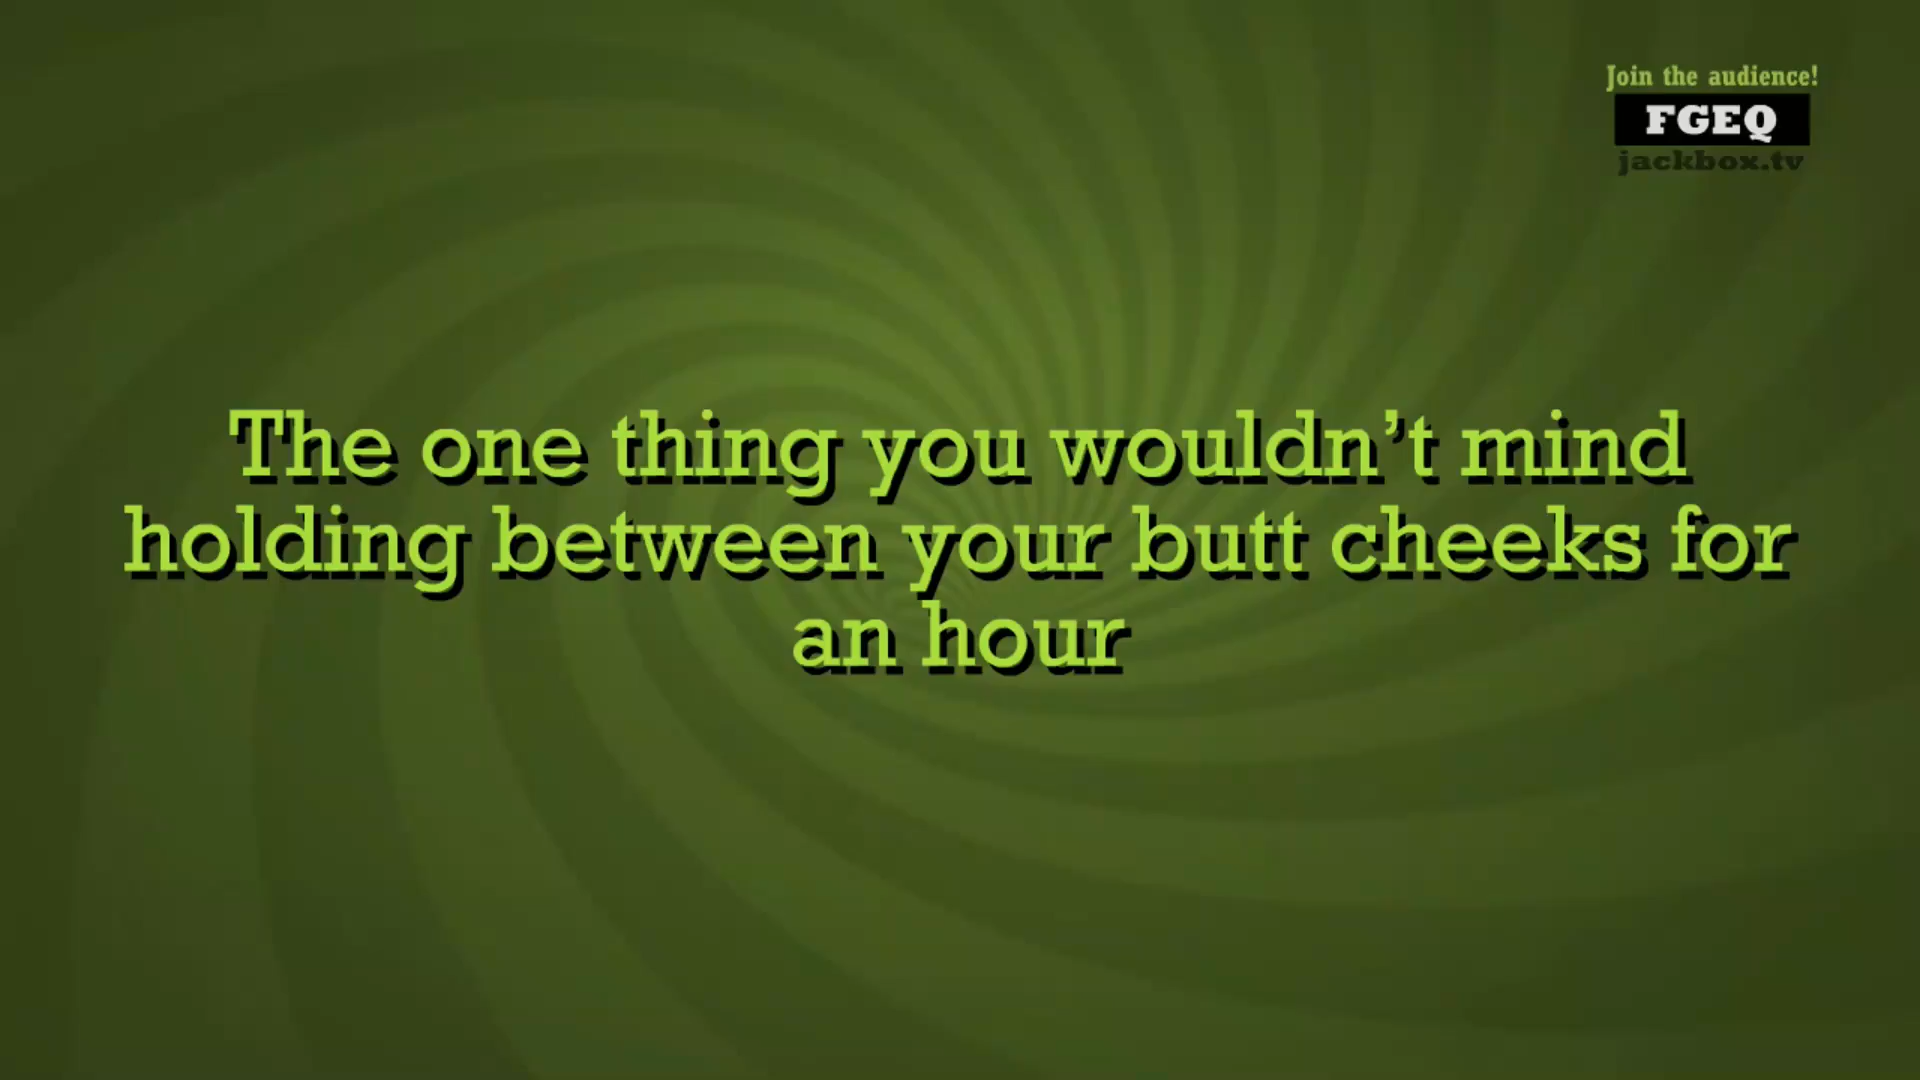 Join the audience!
FGEQ
jackbox.tv
The one thing you wouldn't mind
holding between your butt cheeks for
an hour